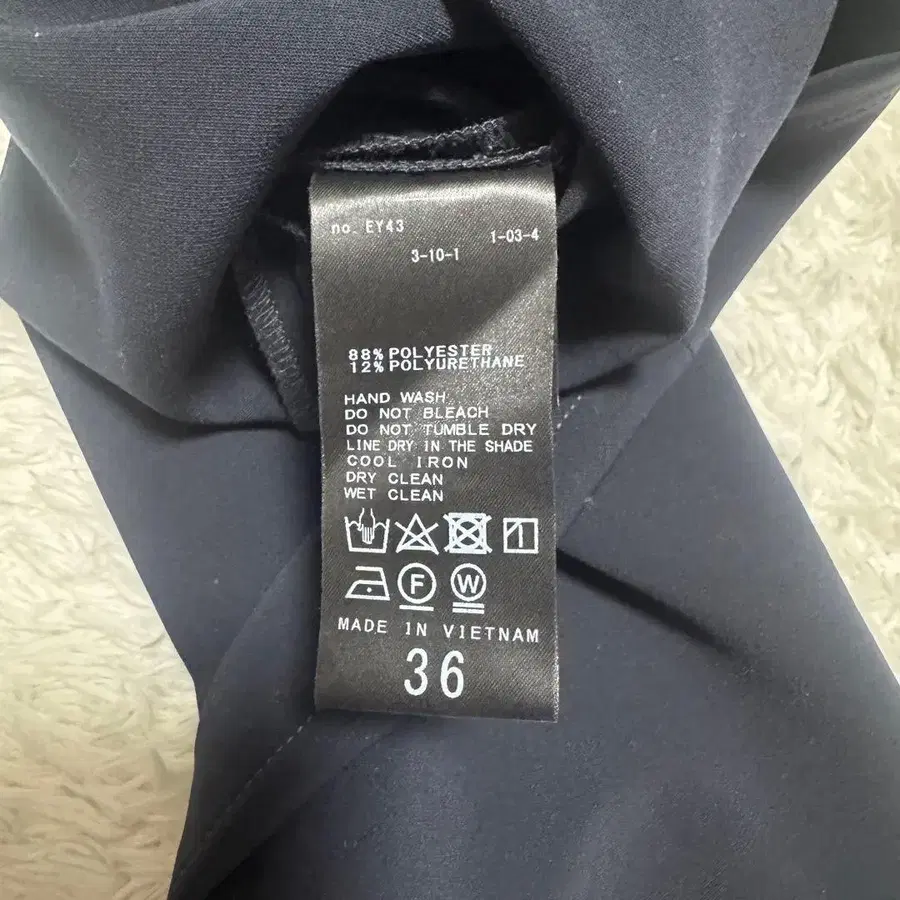 no. EY43
1-03-4
3-10-1
88% POLYESTER
12% POLYURETHANE
HAND WASH
DO NOT BLEACH
DO NOT TUMBLE DRY
LINE DRY IN THE SHADE
COOL IRON
DRY CLEAN
WET CLEAN
F W
MADE IN VIETNAM
36